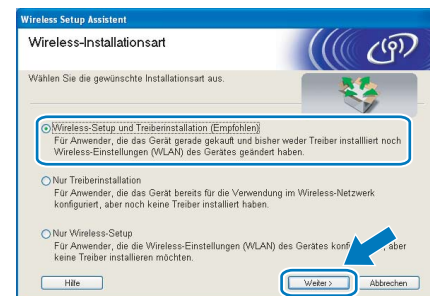 Wireless Setup Assistent
Wireless-Installationsart
Wählen Sie die gewünschte Installationsart aus.
Wireless-Setup und Treiberinstallation (Empfohlen)
Für Anwender, die das Gerät gerade gekauft und bisher weder Treiber installliert noch
Wireless-Einstellungen (WLAN) des Gerätes geändert haben.
Nur Treiberinstallation
Für Anwender, die das Gerät bereits für die Verwendung im Wireless-Netzwerk
konfiguriert, aber noch keine Treiber installiert haben.
Nur Wireless-Setup
Für Anwender, die die Wireless-Einstellungen (WLAN) des Gerätes aber
keine Treiber installieren möchten.
Hilfe
Weiter >
Abbrechen